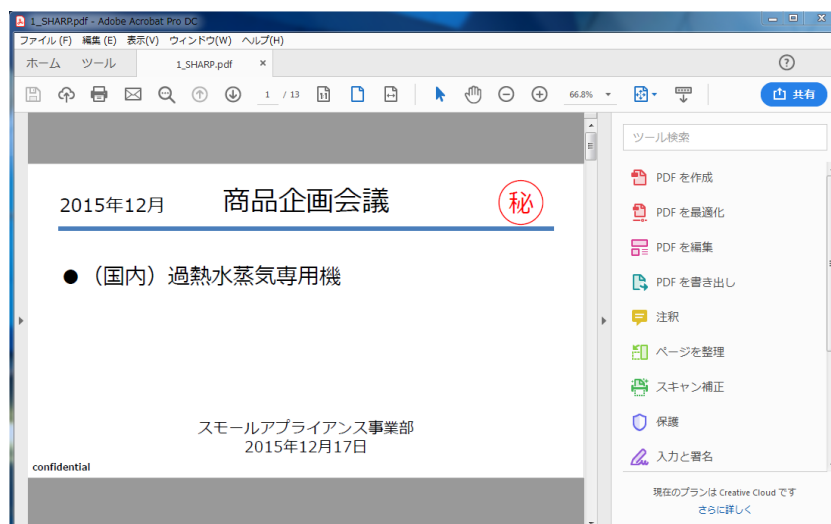 1_SHARP.pdf - Adobe Acrobat Pro DC
ファイル(F) 編集(E) 表示(V) ウィンドウ(W) ヘルプ(H)
ホーム ツール 1_SHARP.pdf ×
1 / 13 66.8% 共有
2015年12月 商品企画会議 秘
●（国内）過熱水蒸気専用機
スモールアプライアンス事業部
2015年12月17日
confidential
ツール検索
PDF を作成
PDF を最適化
PDF を編集
PDF を書き出し
注釈
ページを整理
スキャン補正
保護
入力と署名
現在のプランは Creative Cloud です
さらに詳しく